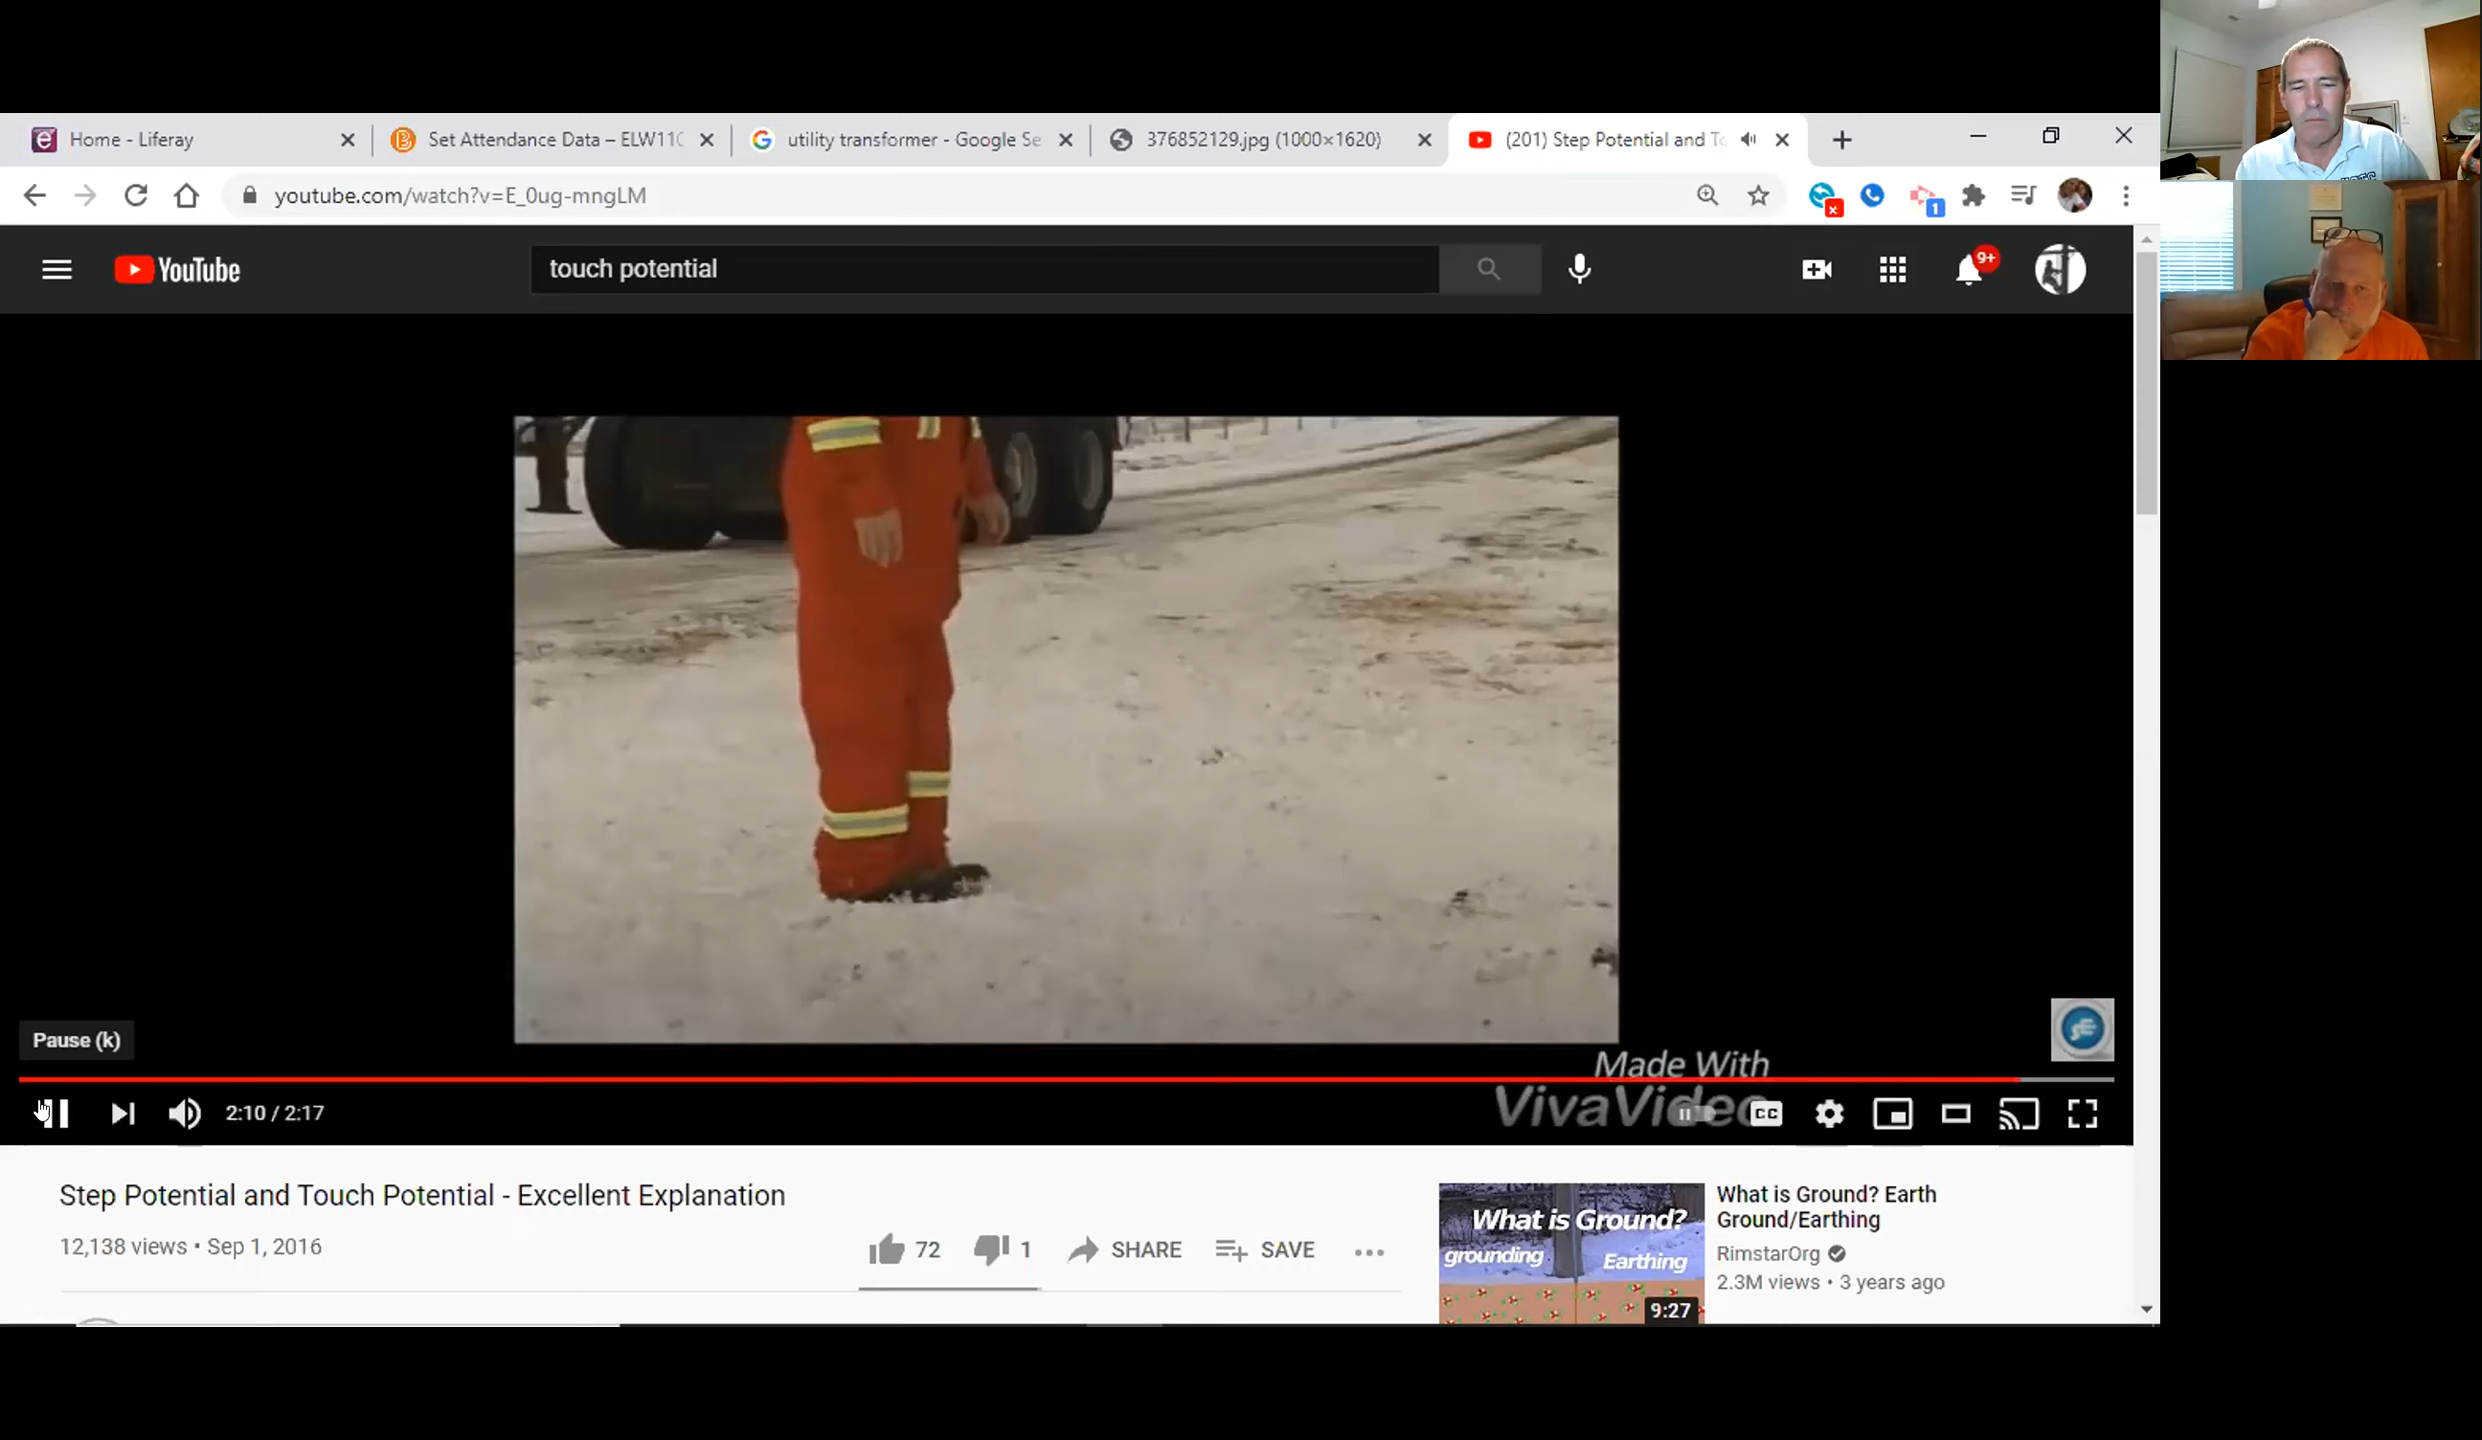 Home - Liferay
Set Attendance Data – ELW11
utility transformer - Google Se
376852129.jpg (1000×1620)
(201) Step Potential and To
youtube.com/watch?v=E_0ug-mngLM
1
YouTube
touch potential
9+
Pause (k)
Made With
VivaVideo
2:10 / 2:17
CC
Step Potential and Touch Potential - Excellent Explanation
12,138 views • Sep 1, 2016
72
1
SHARE
SAVE
What is Ground?
grounding
Earthing
9:27
What is Ground? Earth
Ground/Earthing
RimstarOrg
2.3M views • 3 years ago